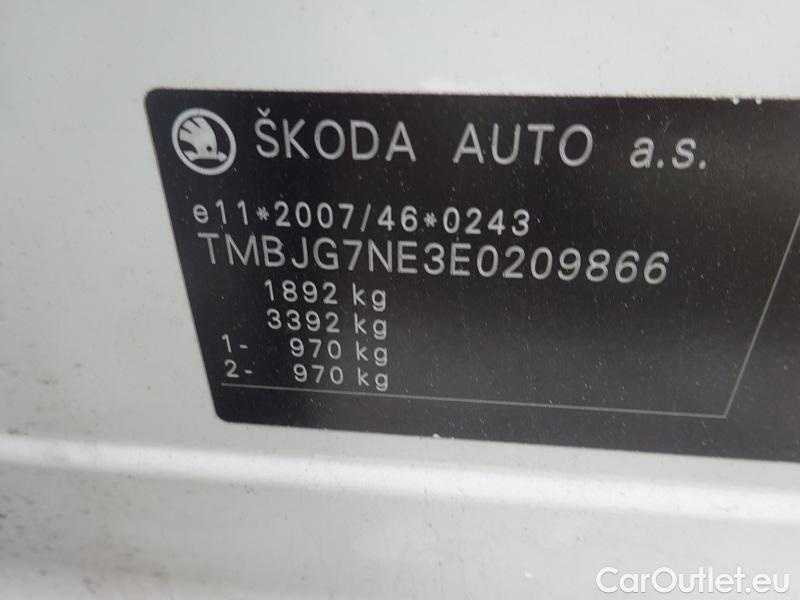 ŠKODA AUTO a.s.
e11*2007/46*0243
TMBJG7NE3E0209866
1892 kg
3392 kg
1- 970 kg
2- 970 kg
CarOutlet.eu